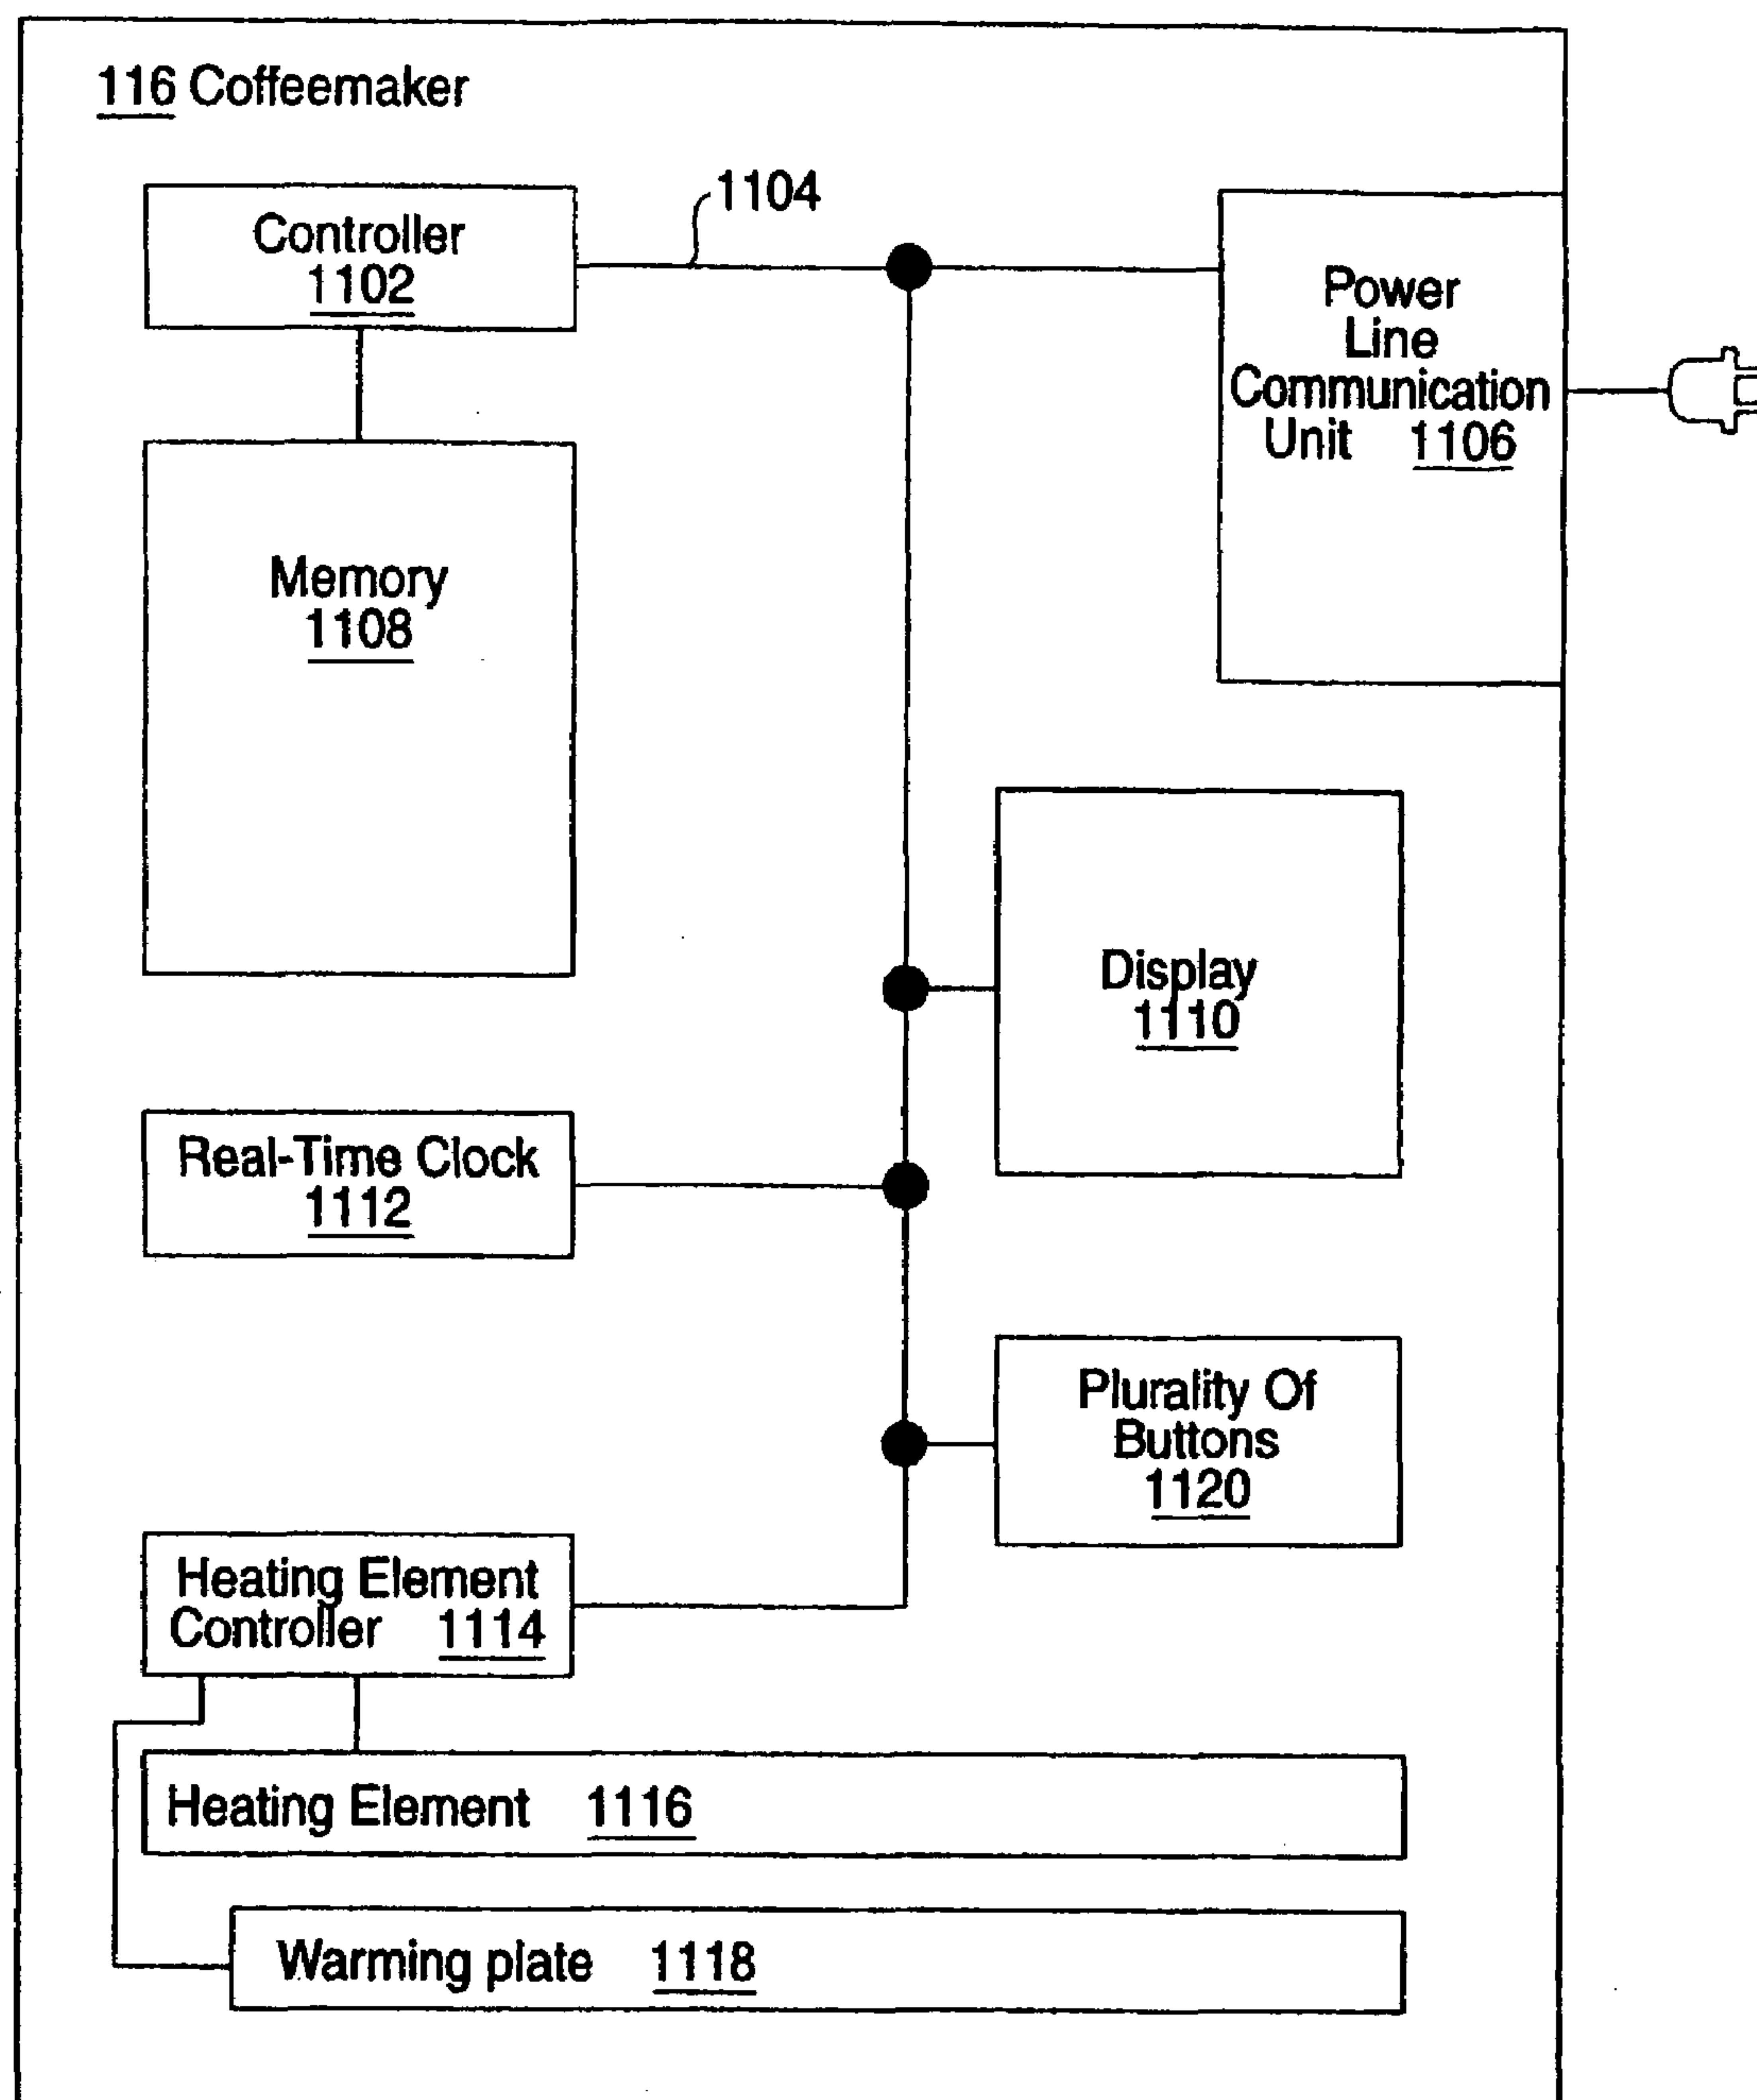 116 Coffeemaker
1104
Controller
1102
Power
Line
Communication
Unit 1106
Memory
1108
Display
1110
Real-Time Clock
1112
Plurality Of
Buttons
1120
Heating Element
Controller 1114
Heating Element 1116
Warming plate 1118